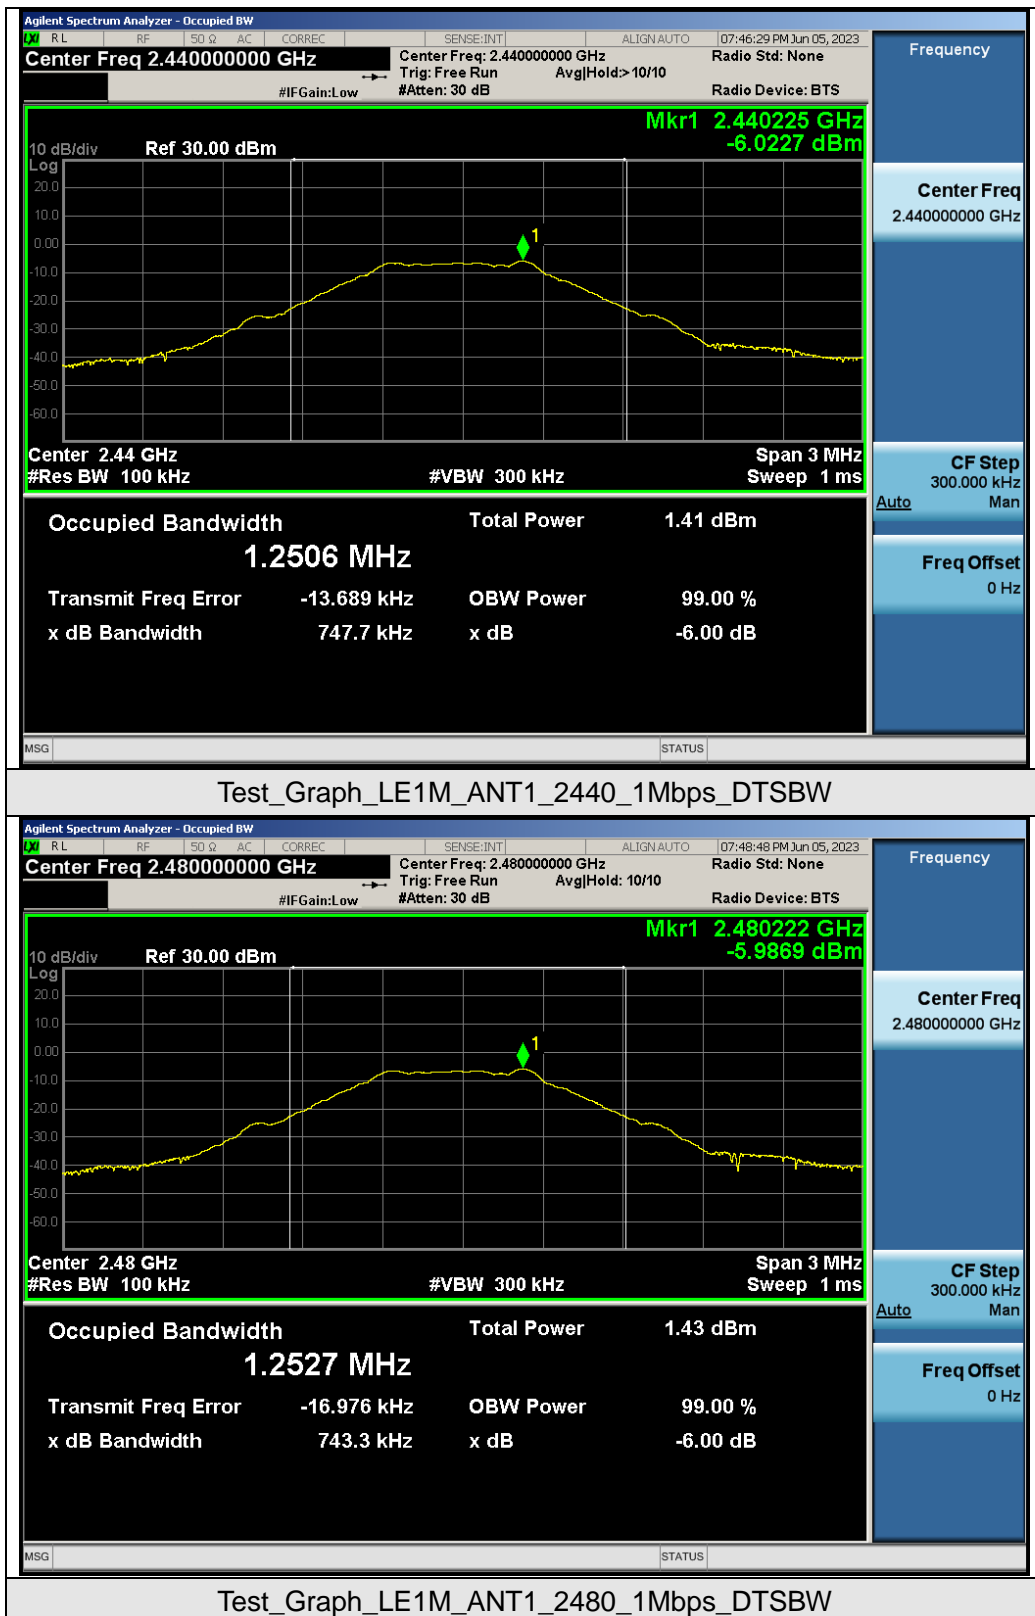 Agilent Spectrum Analyzer - Occupied BW
LXI RL RF 50 Ω AC CORREC SENSE:INT ALIGN AUTO 07:46:29 PM Jun 05, 2023
Center Freq 2.440000000 GHz Center Freq: 2.440000000 GHz Radio Std: None
Trig: Free Run Avg|Hold:>10/10
#IFGain:Low #Atten: 30 dB Radio Device: BTS
Frequency
Mkr1 2.440225 GHz
-6.0227 dBm
10 dB/div Ref 30.00 dBm
Log
20.0
10.0
0.00
-10.0
-20.0
-30.0
-40.0
-50.0
-60.0
1
Center 2.44 GHz Span 3 MHz
#Res BW 100 kHz #VBW 300 kHz Sweep 1 ms
Center Freq
2.440000000 GHz
CF Step
300.000 kHz
Auto Man
Freq Offset
0 Hz
Occupied Bandwidth Total Power 1.41 dBm
1.2506 MHz
Transmit Freq Error -13.689 kHz OBW Power 99.00 %
x dB Bandwidth 747.7 kHz x dB -6.00 dB
MSG STATUS
Test_Graph_LE1M_ANT1_2440_1Mbps_DTSBW
Agilent Spectrum Analyzer - Occupied BW
LXI RL RF 50 Ω AC CORREC SENSE:INT ALIGN AUTO 07:48:48 PM Jun 05, 2023
Center Freq 2.480000000 GHz Center Freq: 2.480000000 GHz Radio Std: None
Trig: Free Run Avg|Hold: 10/10
#IFGain:Low #Atten: 30 dB Radio Device: BTS
Frequency
Mkr1 2.480222 GHz
-5.9869 dBm
10 dB/div Ref 30.00 dBm
Log
20.0
10.0
0.00
-10.0
-20.0
-30.0
-40.0
-50.0
-60.0
1
Center 2.48 GHz Span 3 MHz
#Res BW 100 kHz #VBW 300 kHz Sweep 1 ms
Center Freq
2.480000000 GHz
CF Step
300.000 kHz
Auto Man
Freq Offset
0 Hz
Occupied Bandwidth Total Power 1.43 dBm
1.2527 MHz
Transmit Freq Error -16.976 kHz OBW Power 99.00 %
x dB Bandwidth 743.3 kHz x dB -6.00 dB
MSG STATUS
Test_Graph_LE1M_ANT1_2480_1Mbps_DTSBW